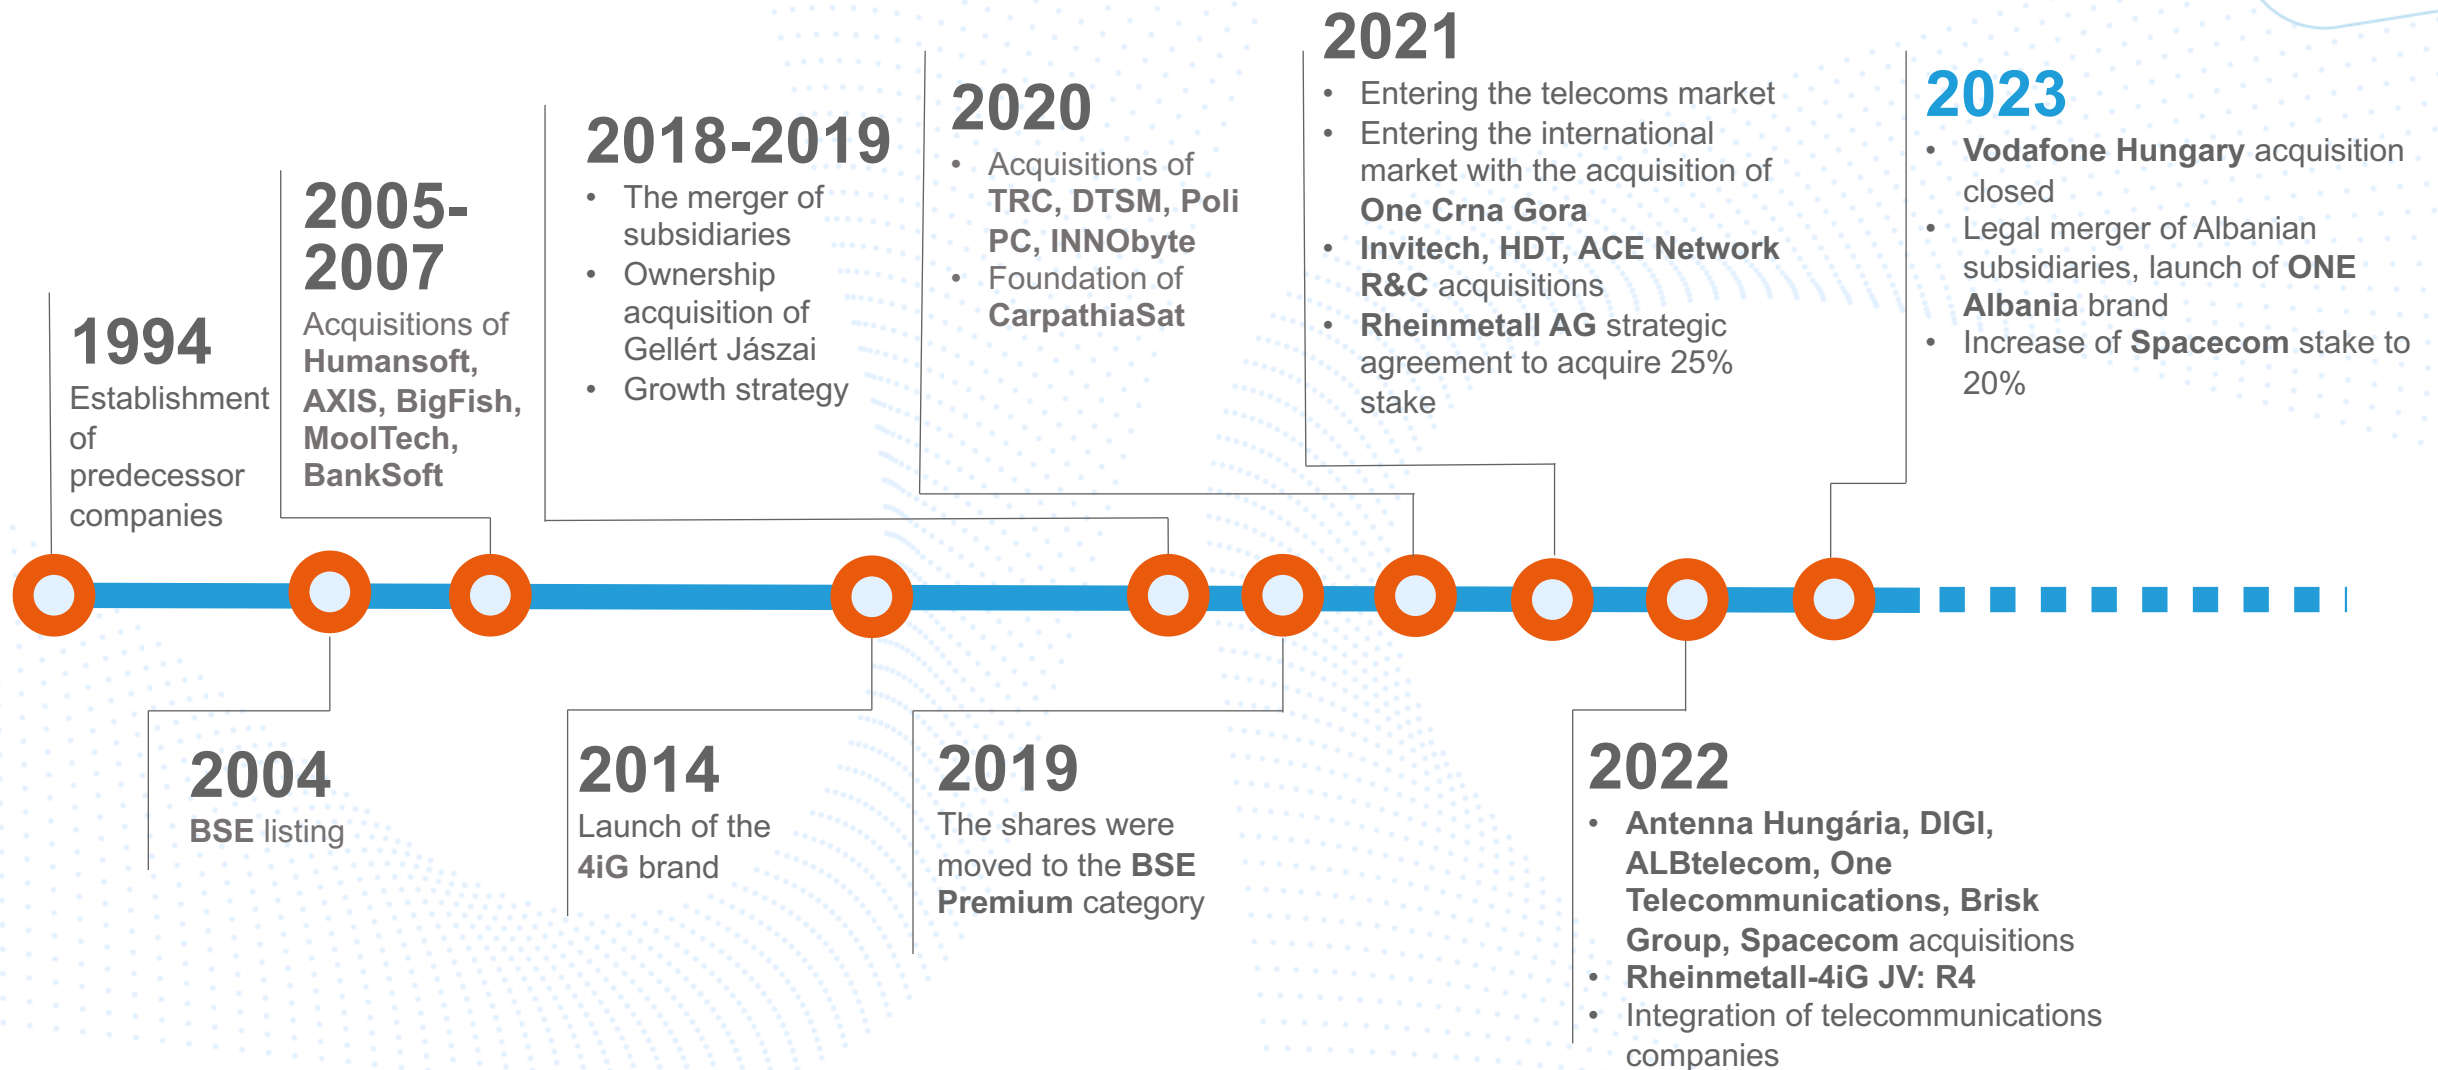 1994
Establishment
of
predecessor
companies
2004
BSE listing
2005-
2007
Acquisitions of
Humansoft,
AXIS, BigFish,
MoolTech,
BankSoft
2014
Launch of the
4iG brand
2018-2019
• The merger of
subsidiaries
• Ownership
acquisition of
Gellért Jászai
• Growth strategy
2019
The shares were
moved to the BSE
Premium category
2020
• Acquisitions of
TRC, DTSM, Poli
PC, INNObyte
• Foundation of
CarpathiaSat
2021
• Entering the telecoms market
• Entering the international
market with the acquisition of
One Crna Gora
• Invitech, HDT, ACE Network
R&C acquisitions
• Rheinmetall AG strategic
agreement to acquire 25%
stake
2022
• Antenna Hungária, DIGI,
ALBtelecom, One
Telecommunications, Brisk
Group, Spacecom acquisitions
• Rheinmetall-4iG JV: R4
• Integration of telecommunications
companies
2023
• Vodafone Hungary acquisition
closed
• Legal merger of Albanian
subsidiaries, launch of ONE
Albania brand
• Increase of Spacecom stake to
20%